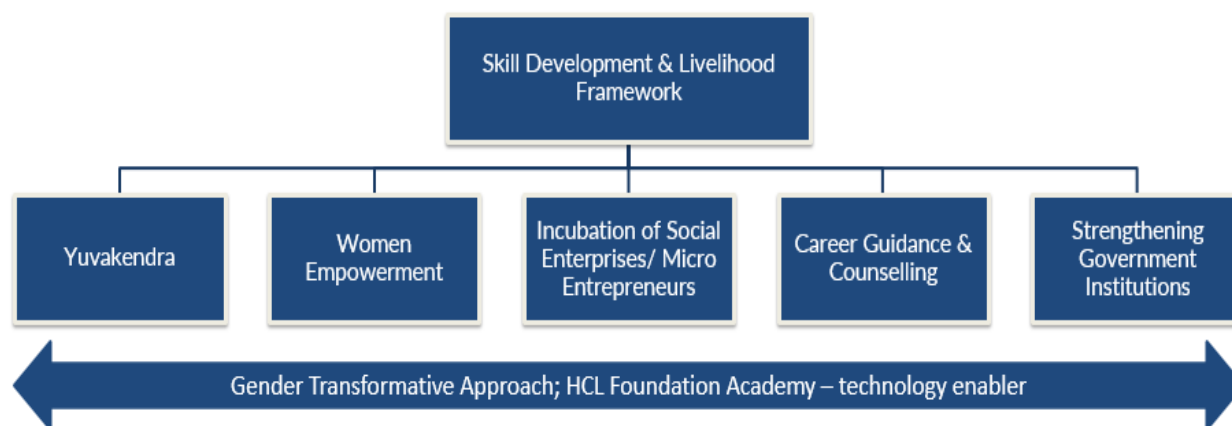 Skill Development & Livelihood
Framework
Yuvakendra
Women
Empowerment
Incubation of Social
Enterprises/ Micro
Entrepreneurs
Career Guidance &
Counselling
Strengthening
Government
Institutions
Gender Transformative Approach; HCL Foundation Academy – technology enabler